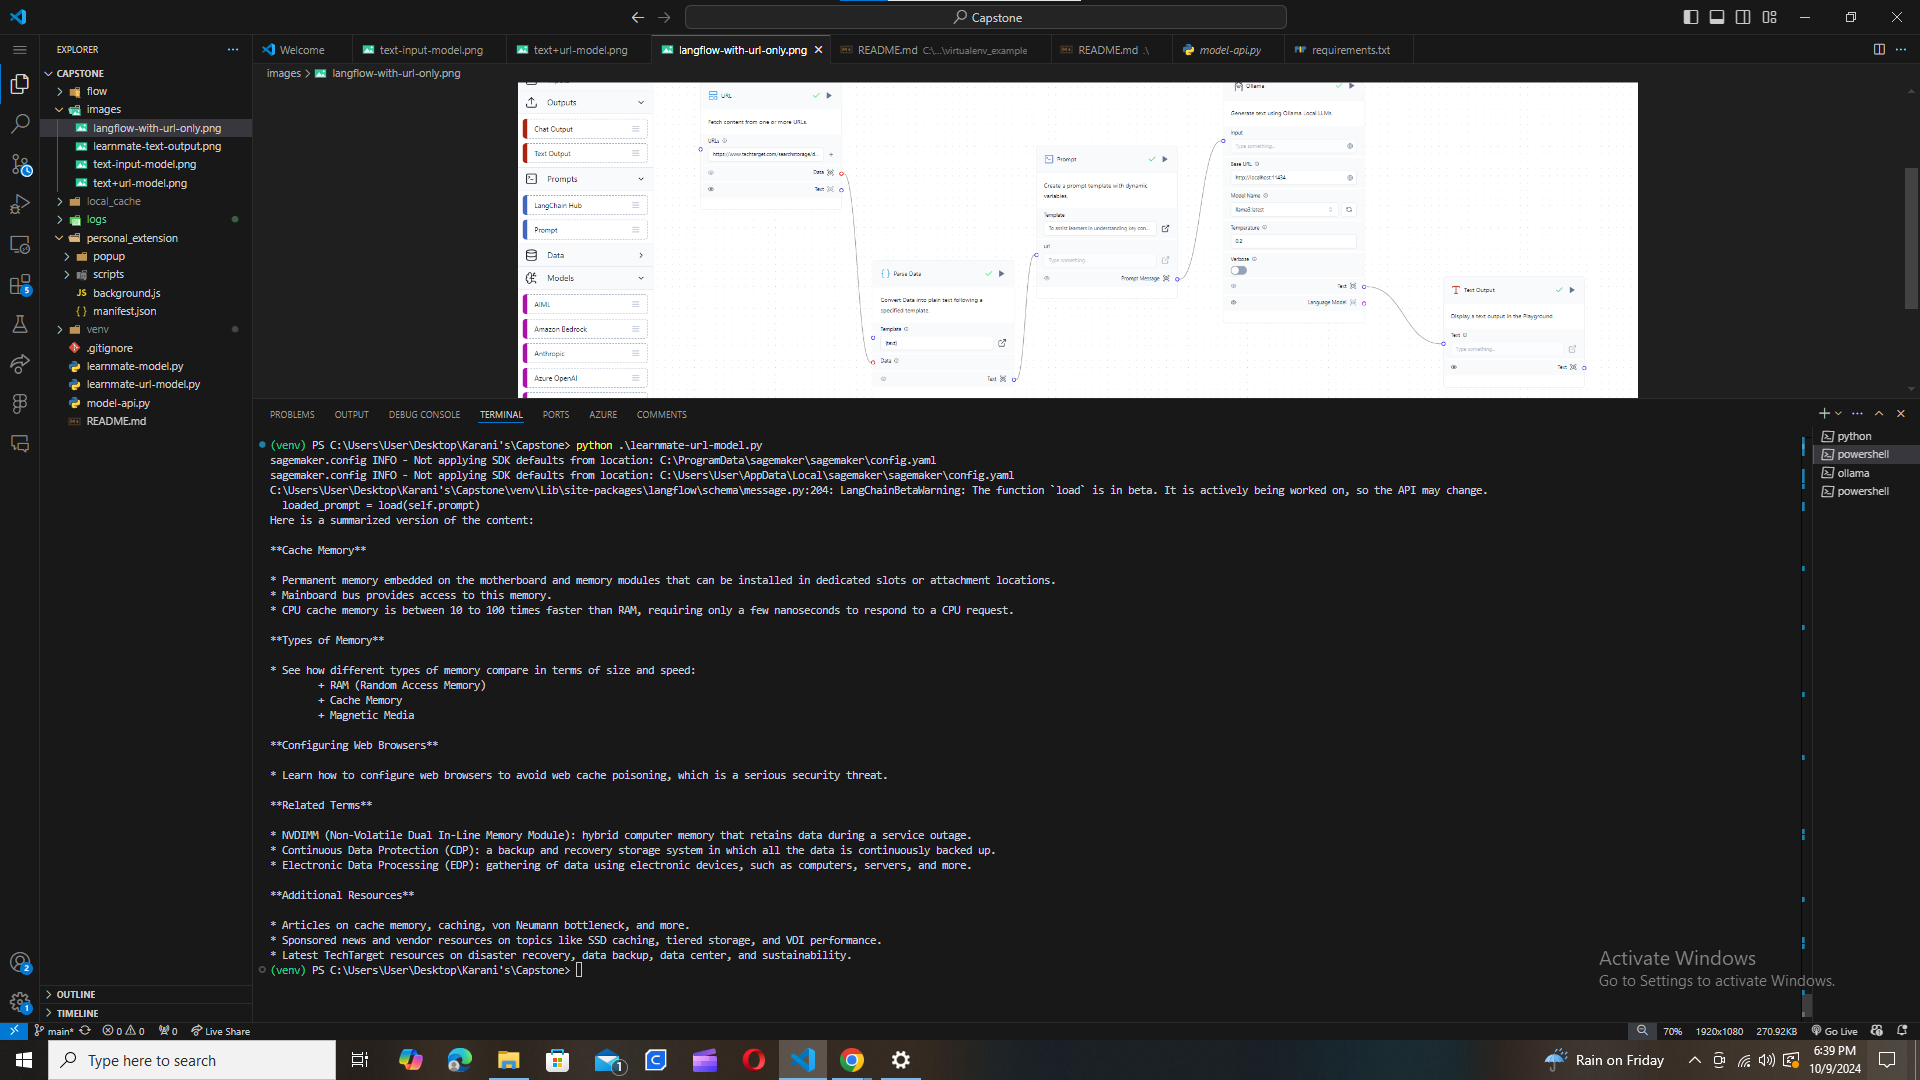 Capstone
EXPLORER
Welcome
text-input-model.png
text+url-model.png
langflow-with-url-only.png
README.md C:\...\virtualenv_example
README.md .\
model-api.py
requirements.txt
images > langflow-with-url-only.png
CAPSTONE
flow
images
langflow-with-url-only.png
learnmate-text-output.png
text-input-model.png
text+url-model.png
local_cache
logs
personal_extension
popup
scripts
JS background.js
{ } manifest.json
venv
.gitignore
learnmate-model.py
learnmate-url-model.py
model-api.py
README.md
OUTLINE
TIMELINE
Outputs
Chat Output
Text Output
Prompts
LangChain Hub
Prompt
Data
Models
AIML
Amazon Bedrock
Anthropic
Azure OpenAI
URL
Fetch content from one or more URLs.
URLs
https://www.techtarget.com/searchstorage/d...
Data
Text
Parse Data
Convert Data into plain text following a
specified template.
Template
{text}
Data
Text
Prompt
Create a prompt template with dynamic
variables.
Template
To assist learners in understanding key con...
url
Type something...
Prompt Message
Ollama
Generate text using Ollama Local LLMs.
Input
Type something...
Base URL
http://localhost:11434
Model Name
llama3:latest
Temperature
0.2
Verbose
Text
Language Model
Text Output
Display a text output in the Playground.
Text
Type something...
Text
PROBLEMS OUTPUT DEBUG CONSOLE TERMINAL PORTS AZURE COMMENTS
(venv) PS C:\Users\User\Desktop\Karani's\Capstone> python .\learnmate-url-model.py
sagemaker.config INFO - Not applying SDK defaults from location: C:\ProgramData\sagemaker\sagemaker\config.yaml
sagemaker.config INFO - Not applying SDK defaults from location: C:\Users\User\AppData\Local\sagemaker\sagemaker\config.yaml
C:\Users\User\Desktop\Karani's\Capstone\venv\Lib\site-packages\langflow\schema\message.py:204: LangChainBetaWarning: The function `load` is in beta. It is actively being worked on, so the API may change.
loaded_prompt = load(self.prompt)
Here is a summarized version of the content:
**Cache Memory**
* Permanent memory embedded on the motherboard and memory modules that can be installed in dedicated slots or attachment locations.
* Mainboard bus provides access to this memory.
* CPU cache memory is between 10 to 100 times faster than RAM, requiring only a few nanoseconds to respond to a CPU request.
**Types of Memory**
* See how different types of memory compare in terms of size and speed:
+ RAM (Random Access Memory)
+ Cache Memory
+ Magnetic Media
**Configuring Web Browsers**
* Learn how to configure web browsers to avoid web cache poisoning, which is a serious security threat.
**Related Terms**
* NVDIMM (Non-Volatile Dual In-Line Memory Module): hybrid computer memory that retains data during a service outage.
* Continuous Data Protection (CDP): a backup and recovery storage system in which all the data is continuously backed up.
* Electronic Data Processing (EDP): gathering of data using electronic devices, such as computers, servers, and more.
**Additional Resources**
* Articles on cache memory, caching, von Neumann bottleneck, and more.
* Sponsored news and vendor resources on topics like SSD caching, tiered storage, and VDI performance.
* Latest TechTarget resources on disaster recovery, data backup, data center, and sustainability.
(venv) PS C:\Users\User\Desktop\Karani's\Capstone>
python
powershell
ollama
powershell
Activate Windows
Go to Settings to activate Windows.
main* 0 0 0 Live Share
70% 1920x1080 270.92KB Go Live
Type here to search
Rain on Friday
6:39 PM
10/9/2024